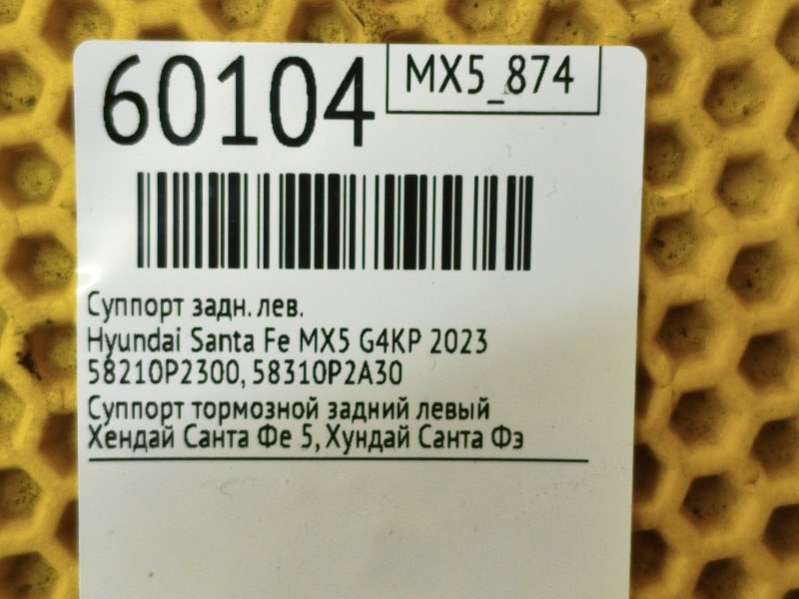 60104
MX5_874
Суппорт задн. лев.
Hyundai Santa Fe MX5 G4KP 2023
58210P2300, 58310P2A30
Суппорт тормозной задний левый
Хендай Санта Фе 5, Хундай Санта Фэ